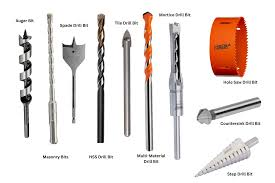 Auger Bit
Spade Drill Bit
Tile Drill Bit
Mortice Drill Bit
Hole Saw Drill Bit
Masonry Bits
HSS Drill Bit
Multi-Material
Drill Bit
Countersink Drill Bit
Step Drill Bit